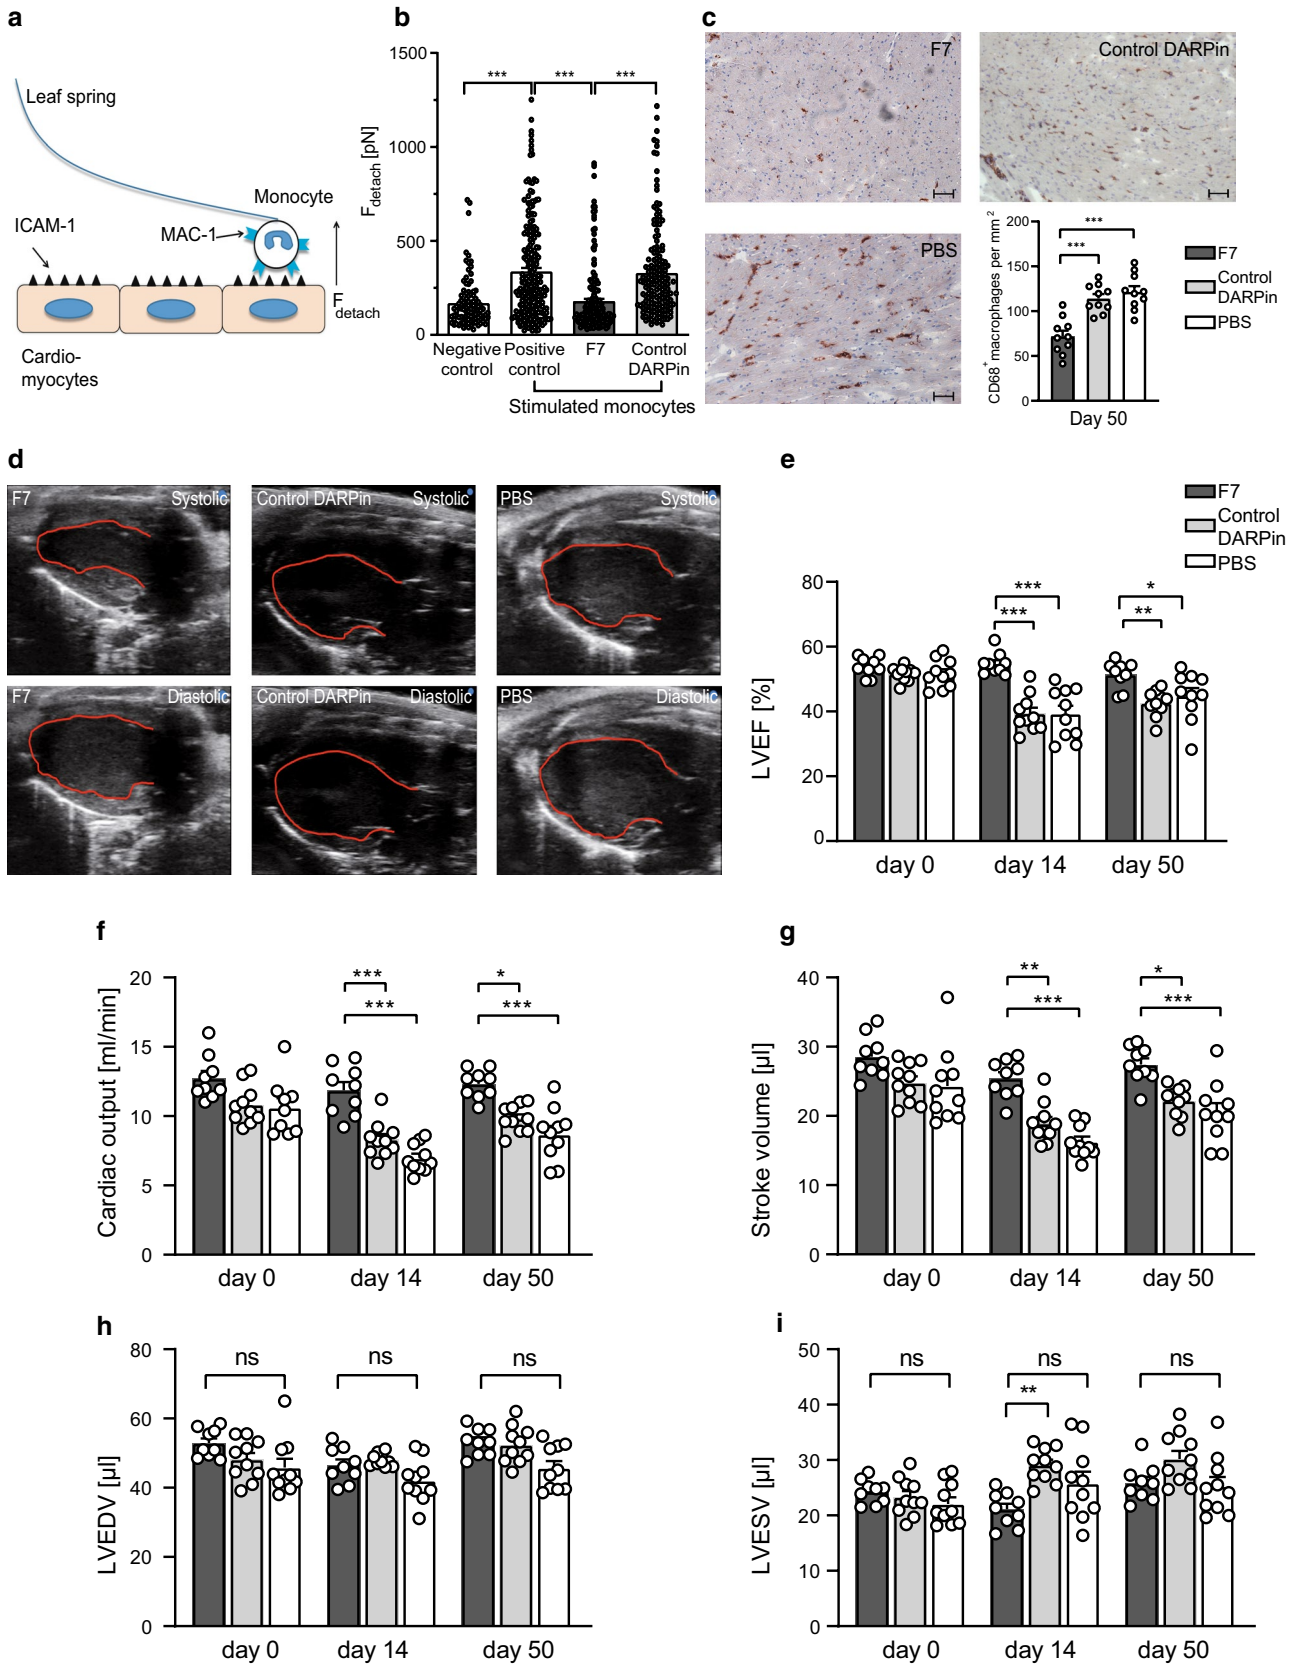 a
Leaf spring
Monocyte
ICAM-1
MAC-1
F
detach
Cardio-
myocytes
b
F detach [pN]
1500
1000
500
0
*** *** ***
Negative control
Positive control
F7
Control DARPin
Stimulated monocytes
c
F7
Control DARPin
PBS
CD68+ macrophages per mm2
200
150
100
50
0
***
***
Day 50
F7
Control
DARPin
PBS
d
F7 Systolic
Control DARPin Systolic
PBS Systolic
F7 Diastolic
Control DARPin Diastolic
PBS Diastolic
e
F7
Control
DARPin
PBS
LVEF [%]
80
60
40
20
0
***
***
*
**
day 0 day 14 day 50
f
Cardiac output [ml/min]
20
15
10
5
0
***
***
*
***
day 0 day 14 day 50
g
Stroke volume [µl]
40
30
20
10
0
**
***
*
***
day 0 day 14 day 50
h
LVEDV [µl]
80
60
40
20
0
ns ns ns
day 0 day 14 day 50
i
LVESV [µl]
50
40
30
20
10
0
ns ns ns
**
day 0 day 14 day 50